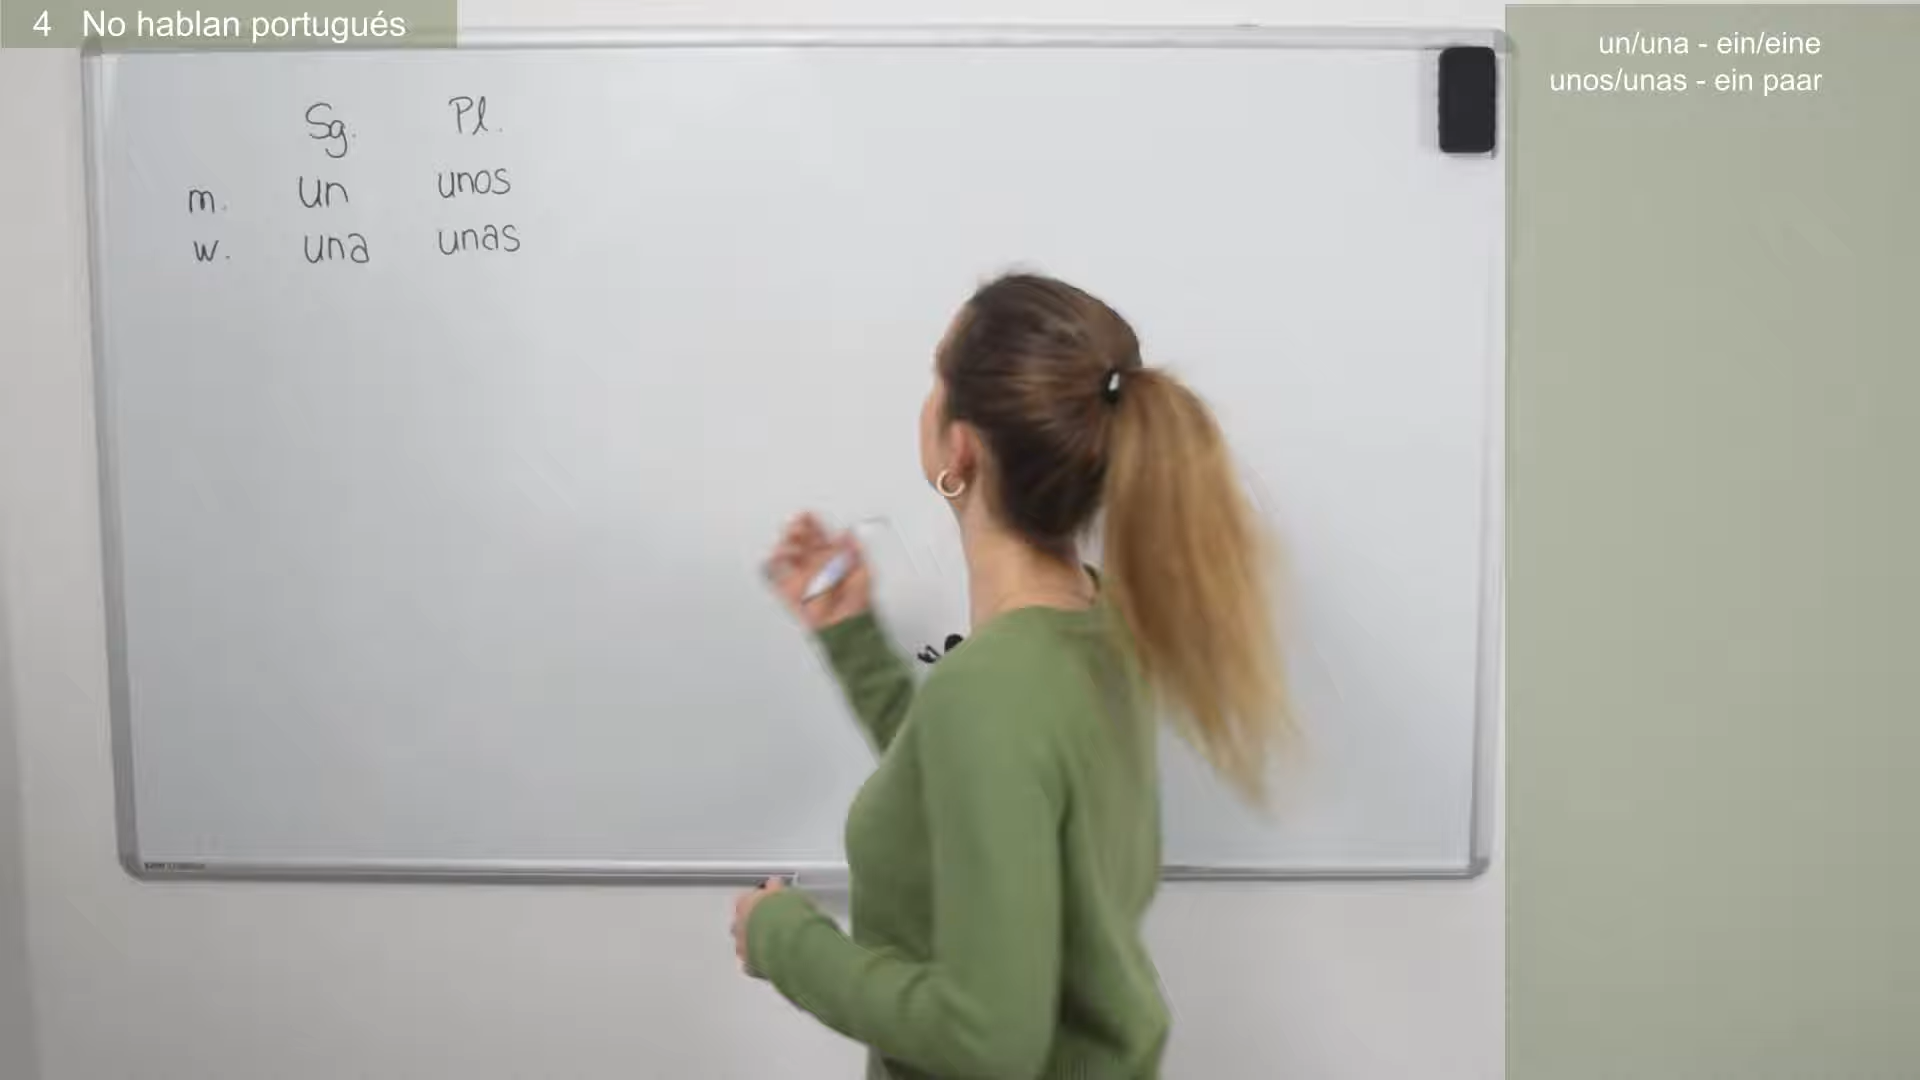 4 No hablan portugués
un/una - ein/eine
unos/unas - ein paar
Sg. Pl.
m. un unos
w. una unas